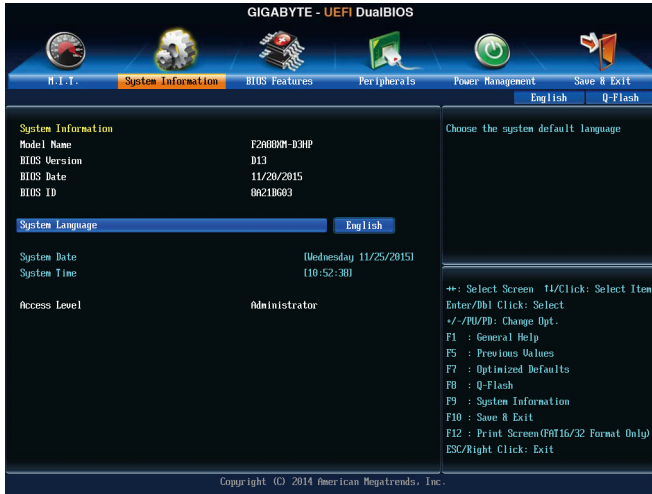 GIGABYTE - UEFI DualBIOS
M.I.T.
System Information
BIOS Features
Peripherals
Power Management
Save & Exit
English
Q-Flash
System Information
Model Name F2A88XM-D3HP
BIOS Version D13
BIOS Date 11/20/2015
BIOS ID 8A21BG03
System Language English
System Date [Wednesday 11/25/2015]
System Time [10:52:38]
Access Level Administrator
Choose the system default language
→←: Select Screen ↑↓/Click: Select Item
Enter/Dbl Click: Select
+/-/PU/PD: Change Opt.
F1 : General Help
F5 : Previous Values
F7 : Optimized Defaults
F8 : Q-Flash
F9 : System Information
F10 : Save & Exit
F12 : Print Screen(FAT16/32 Format Only)
ESC/Right Click: Exit
Copyright (C) 2014 American Megatrends, Inc.